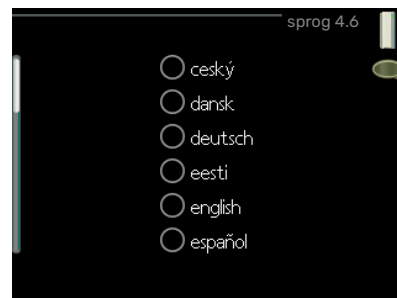 sprog 4.6
ceský
dansk
deutsch
eesti
english
español